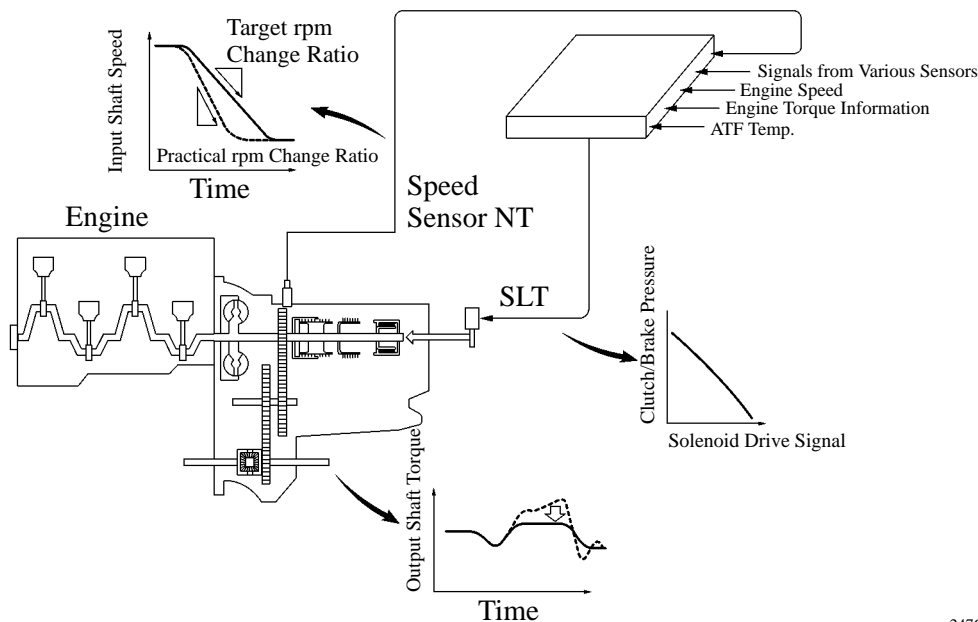 Target rpm
Change Ratio
Input Shaft Speed
Practical rpm Change Ratio
Time
Signals from Various Sensors
Engine Speed
Engine Torque Information
ATF Temp.
Speed
Sensor NT
Engine
SLT
Clutch/Brake Pressure
Solenoid Drive Signal
Output Shaft Torque
Time